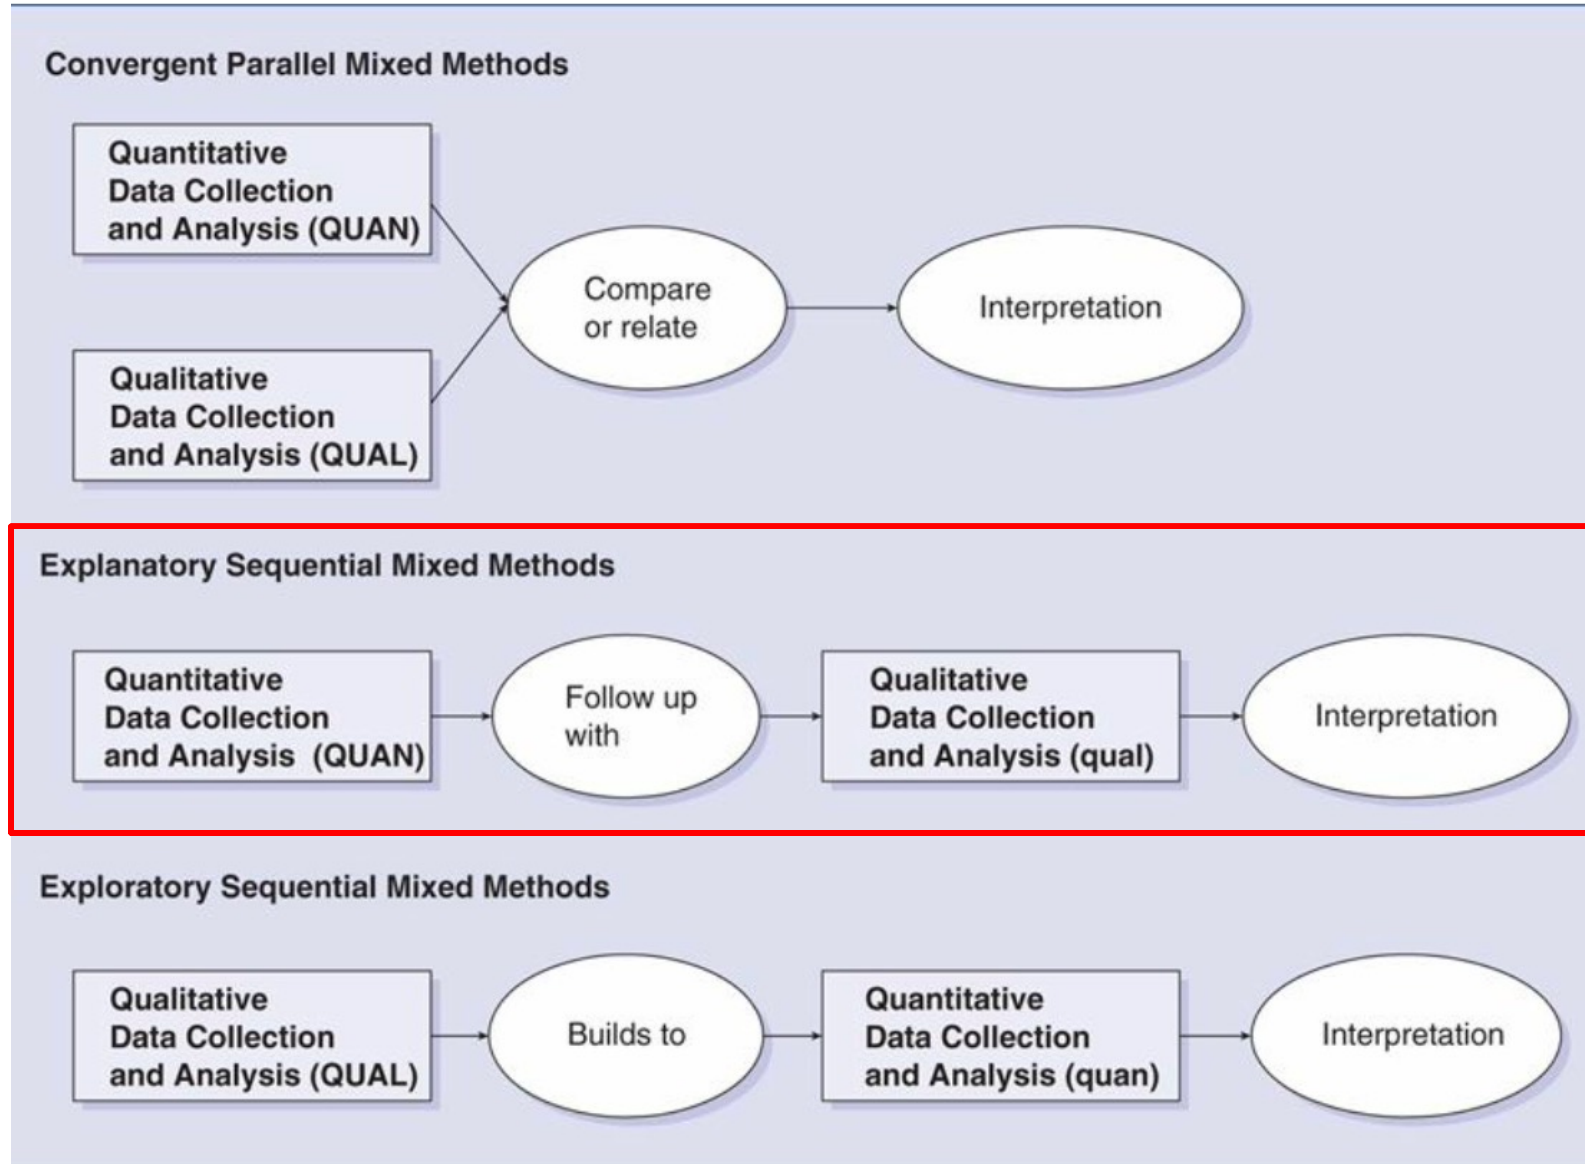 Convergent Parallel Mixed Methods
Quantitative
Data Collection
and Analysis (QUAN)
Compare
or relate
Interpretation
Qualitative
Data Collection
and Analysis (QUAL)
Explanatory Sequential Mixed Methods
Quantitative
Data Collection
and Analysis (QUAN)
Follow up
with
Qualitative
Data Collection
and Analysis (qual)
Interpretation
Exploratory Sequential Mixed Methods
Qualitative
Data Collection
and Analysis (QUAL)
Builds to
Quantitative
Data Collection
and Analysis (quan)
Interpretation